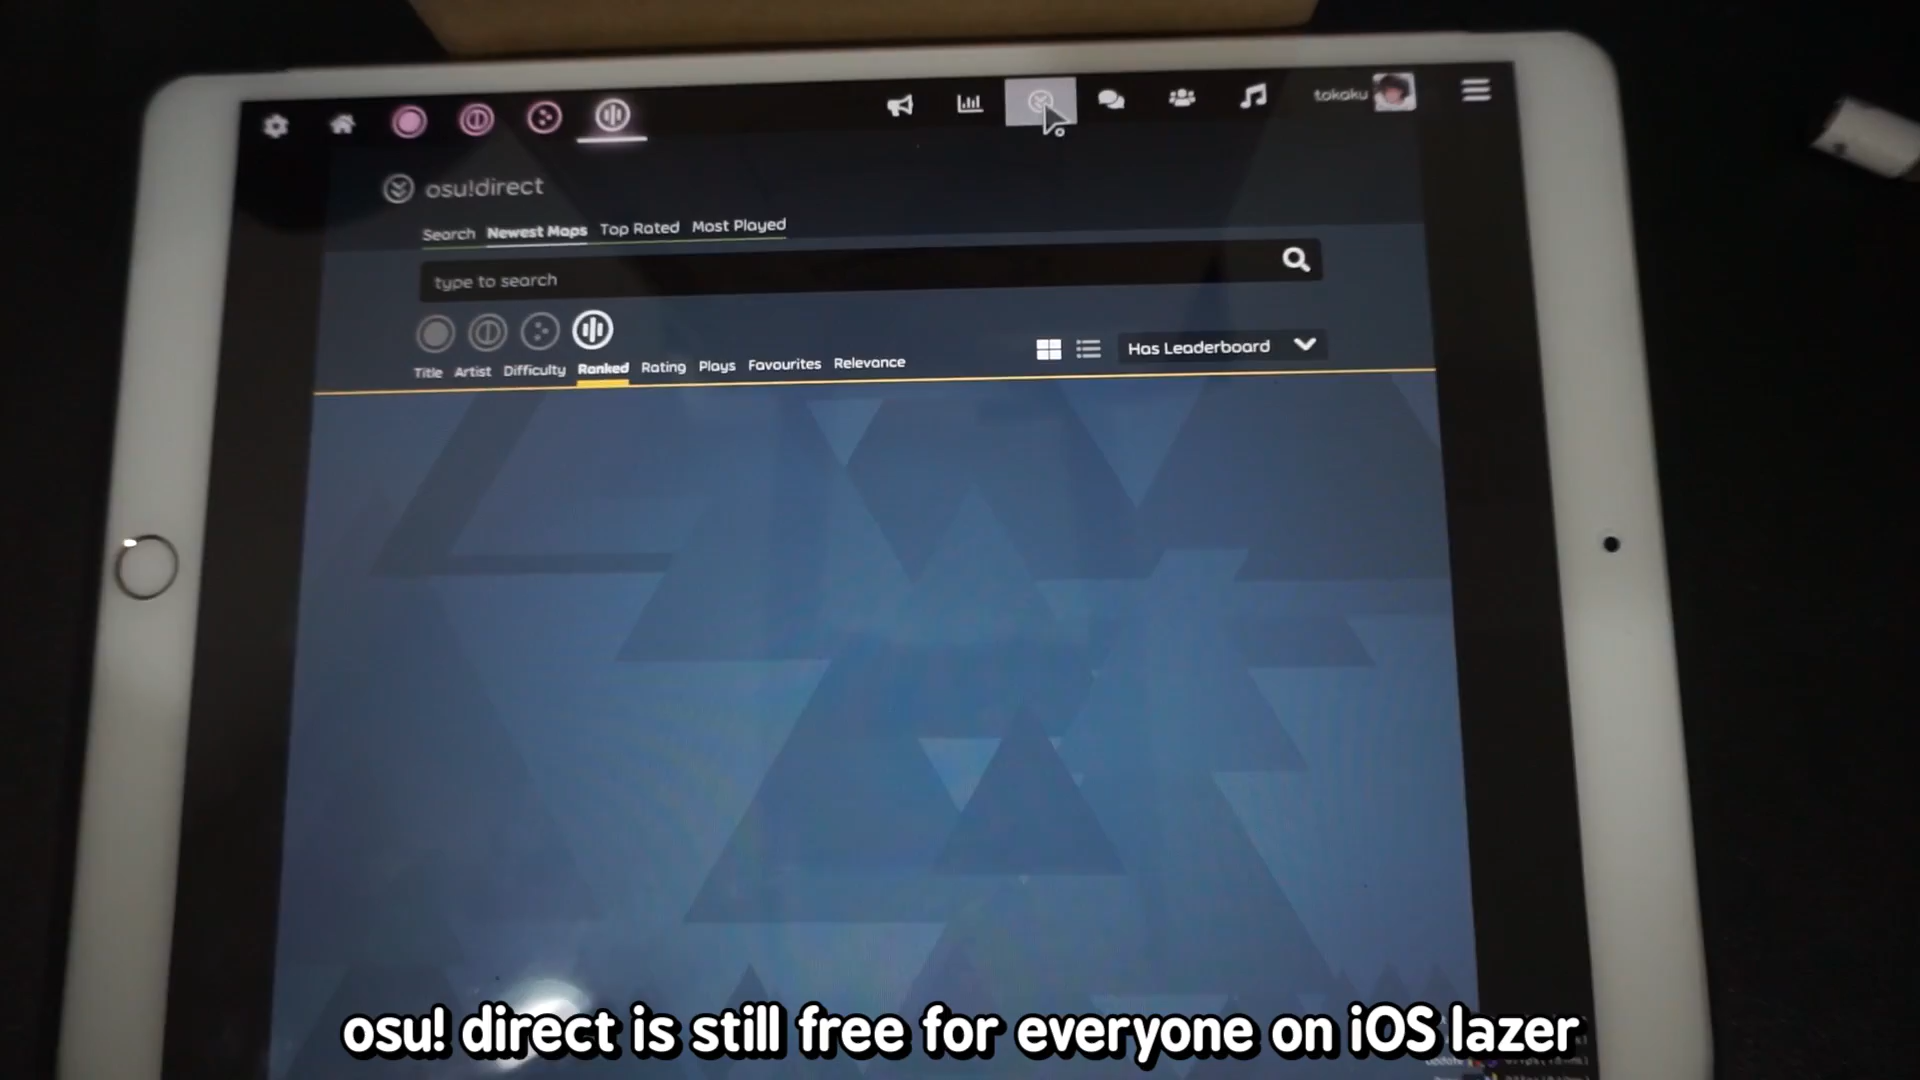 tokaku
osu!direct
Search Newest Maps Top Rated Most Played
type to search
Has Leaderboard
Title Artist Difficulty Ranked Rating Plays Favourites Relevance
osu! direct is still free for everyone on iOS lazer